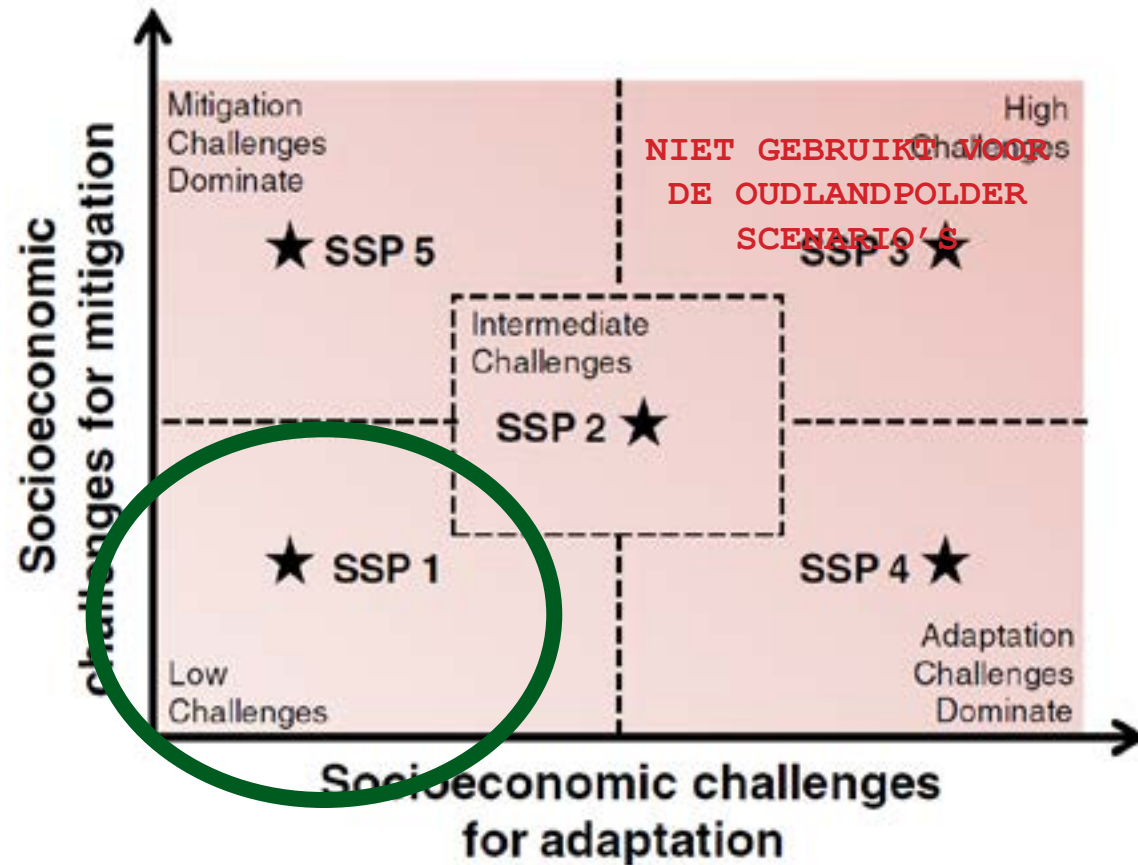 Socioeconomic
challenges for mitigation
Mitigation
Challenges
Dominate
High
Challenges
NIET GEBRUIKT VOOR
DE OUDLANDPOLDER
SCENARIO'S
SSP 5
SSP 3
Intermediate
Challenges
SSP 2
SSP 1
SSP 4
Low
Challenges
Adaptation
Challenges
Dominate
Socioeconomic challenges
for adaptation